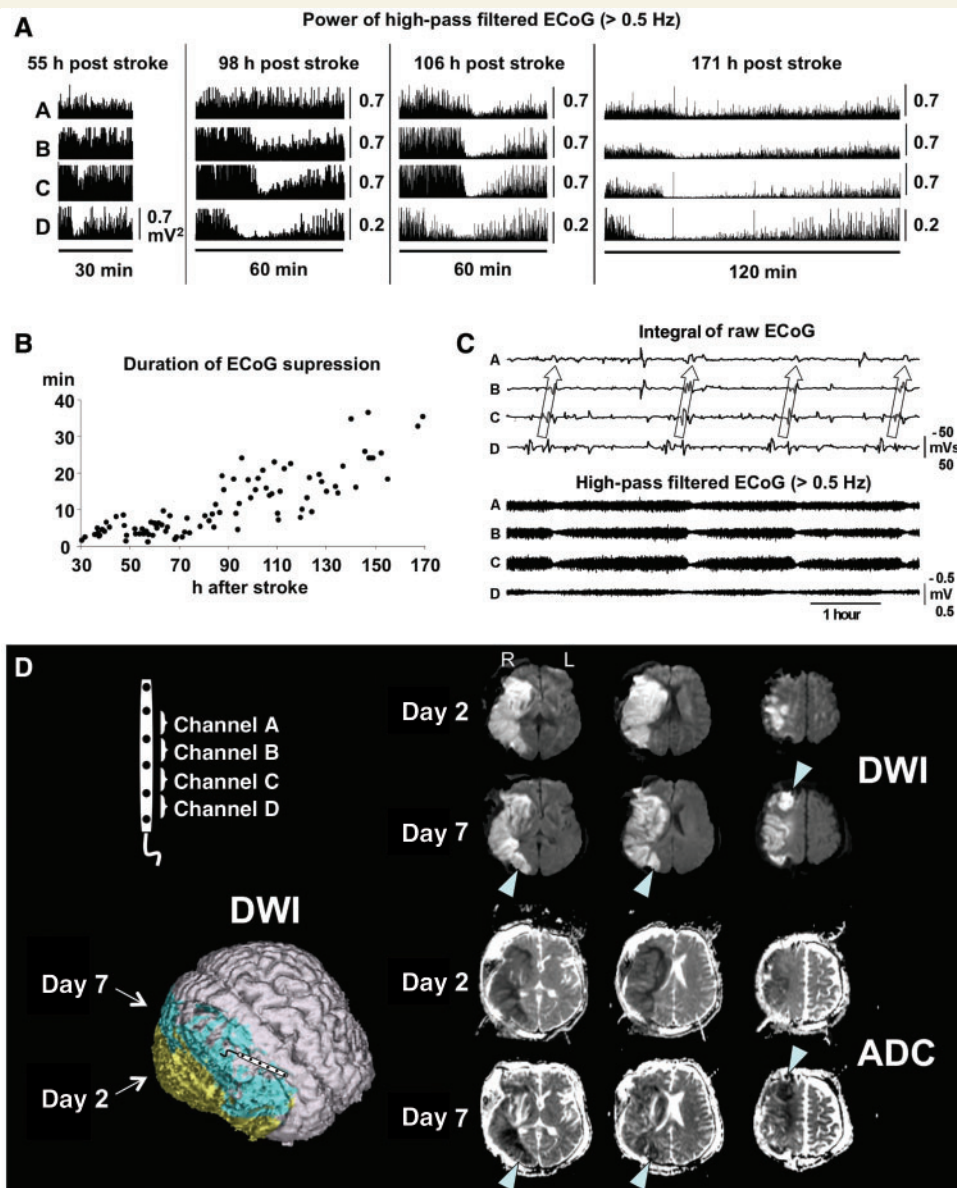 A
Power of high-pass filtered ECoG (> 0.5 Hz)
55 h post stroke 98 h post stroke 106 h post stroke 171 h post stroke
A 0.7 0.7 0.7
B 0.7 0.7 0.7
C 0.7 0.7 0.7
D 0.7 mV² 0.2 0.2 0.2
30 min 60 min 60 min 120 min
B
Duration of ECoG supression
min
40
30
20
10
0
30 50 70 90 110 130 150 170
h after stroke
C
Integral of raw ECoG
A
B
C
D
- 50
mVs
50
High-pass filtered ECoG (> 0.5 Hz)
A
B
C
D
- 0.5
mV
0.5
1 hour
D
Channel A
Channel B
Channel C
Channel D
DWI
Day 7
Day 2
R L
Day 2
DWI
Day 7
Day 2
ADC
Day 7